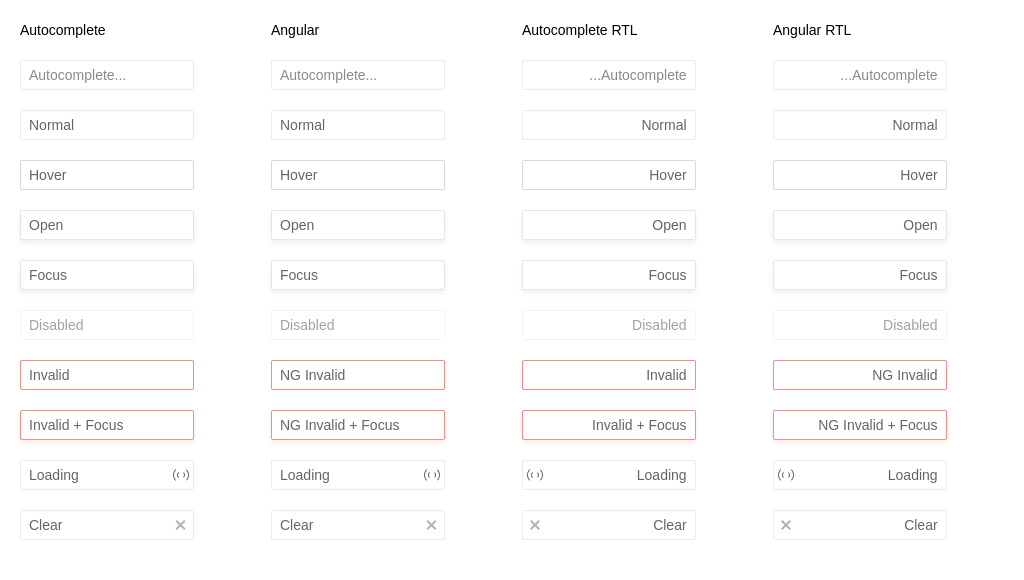 Autocomplete Angular Autocomplete RTL Angular RTL
Autocomplete... Autocomplete... ...Autocomplete ...Autocomplete
Normal Normal Normal Normal
Hover Hover Hover Hover
Open Open Open Open
Focus Focus Focus Focus
Disabled Disabled Disabled Disabled
Invalid NG Invalid Invalid NG Invalid
Invalid + Focus NG Invalid + Focus Invalid + Focus NG Invalid + Focus
Loading Loading Loading Loading
Clear Clear Clear Clear